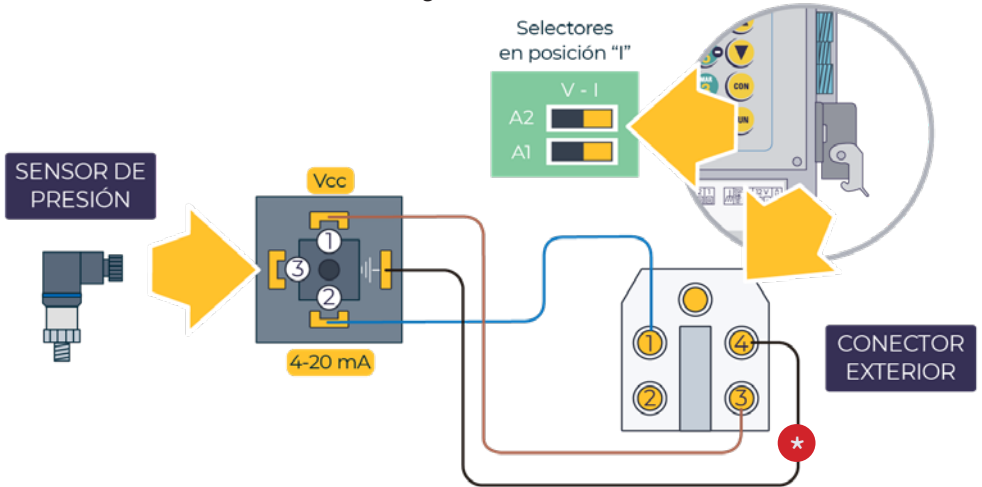 Selectores
en posición “I”
V - I
A2
A1
CON
SENSOR DE
PRESIÓN
Vcc
1
3
2
4-20 mA
1
4
2
3
CONECTOR
EXTERIOR
*